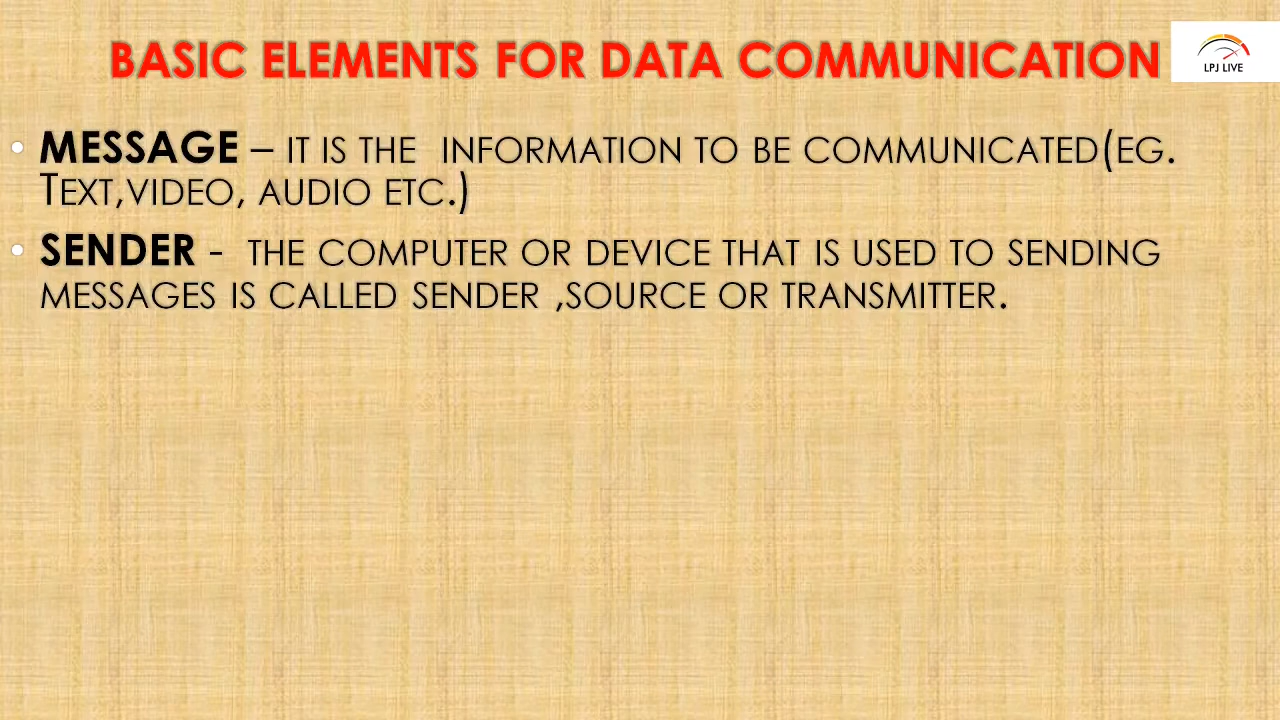 BASIC ELEMENTS FOR DATA COMMUNICATION
LPJ LIVE
• MESSAGE – IT IS THE INFORMATION TO BE COMMUNICATED(EG.
TEXT,VIDEO, AUDIO ETC.)
• SENDER - THE COMPUTER OR DEVICE THAT IS USED TO SENDING
MESSAGES IS CALLED SENDER ,SOURCE OR TRANSMITTER.